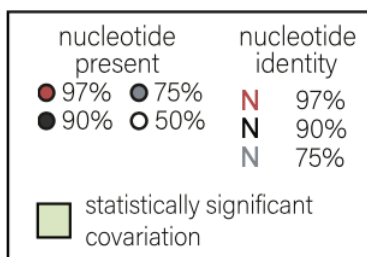 nucleotide present
97% 75%
90% 50%
nucleotide identity
N 97%
N 90%
N 75%
statistically significant
covariation